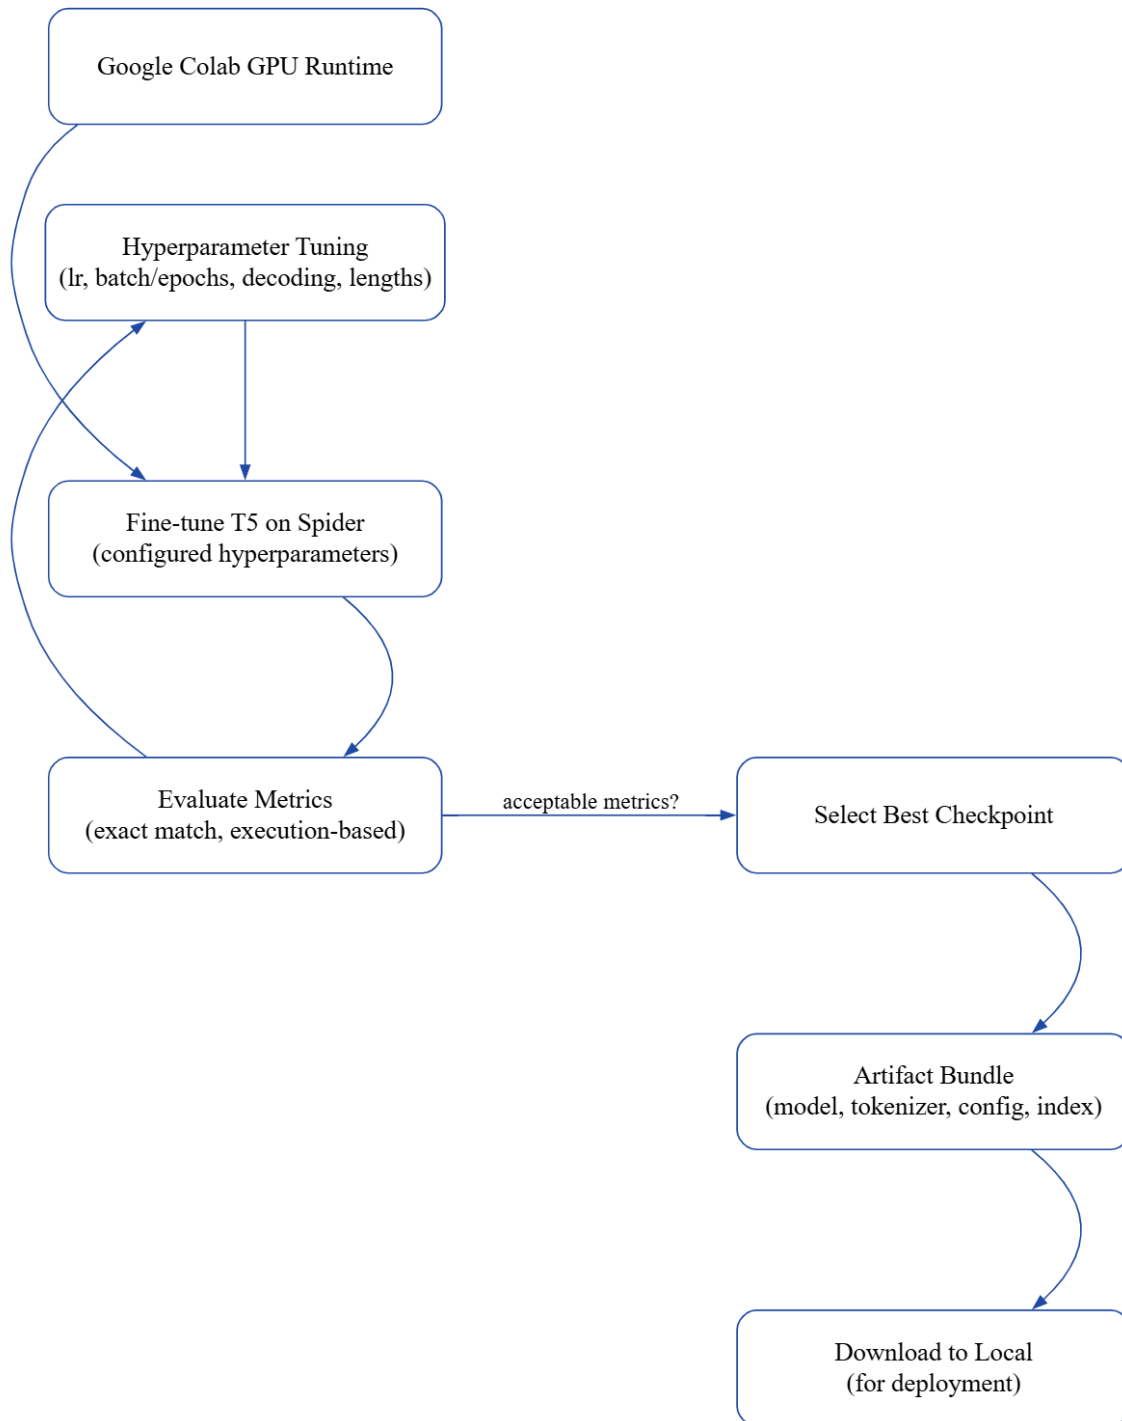 Google Colab GPU Runtime
Hyperparameter Tuning
(lr, batch/epochs, decoding, lengths)
Fine-tune T5 on Spider
(configured hyperparameters)
Evaluate Metrics
(exact match, execution-based)
acceptable metrics?
Select Best Checkpoint
Artifact Bundle
(model, tokenizer, config, index)
Download to Local
(for deployment)